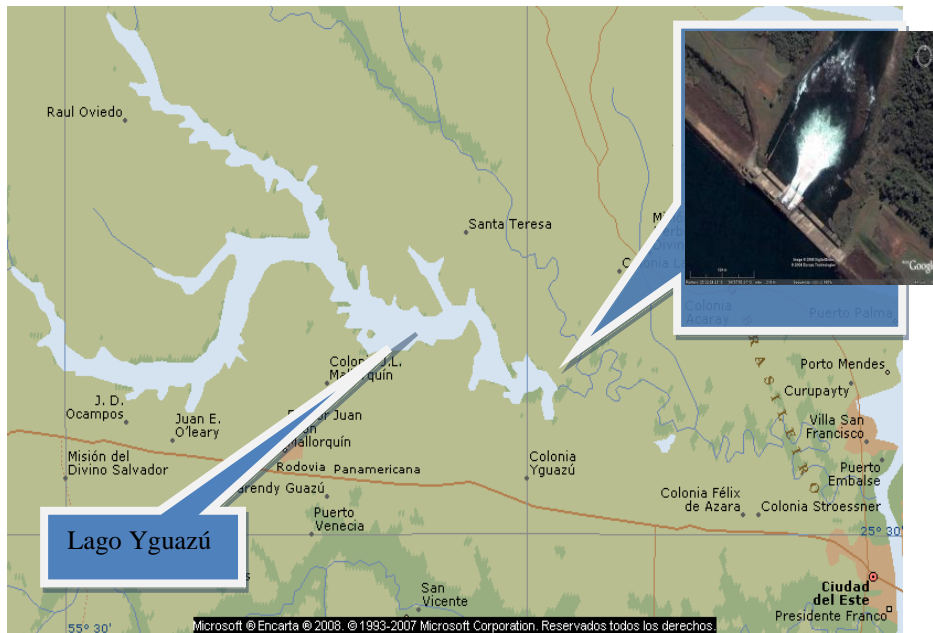 Raul Oviedo
Santa Teresa
Google
Colonia
Acaray
Puerto Palma
Porto Mendes
Curupayty
Villa San
Francisco
Puerto
Embalse
J. D.
Ocampos
Juan E.
O'leary
Mallorquín
Misión del
Divino Salvador
Rodovia Panamericana
Colonia
Yguazú
Colonia Félix
de Azara
Colonia Stroessner
Puerto
Venecia
Lago Yguazú
25° 30'
Ciudad
del Este
Presidente Franco
San
Vicente
55° 30'
Microsoft ® Encarta ® 2008. © 1993-2007 Microsoft Corporation. Reservados todos los derechos.